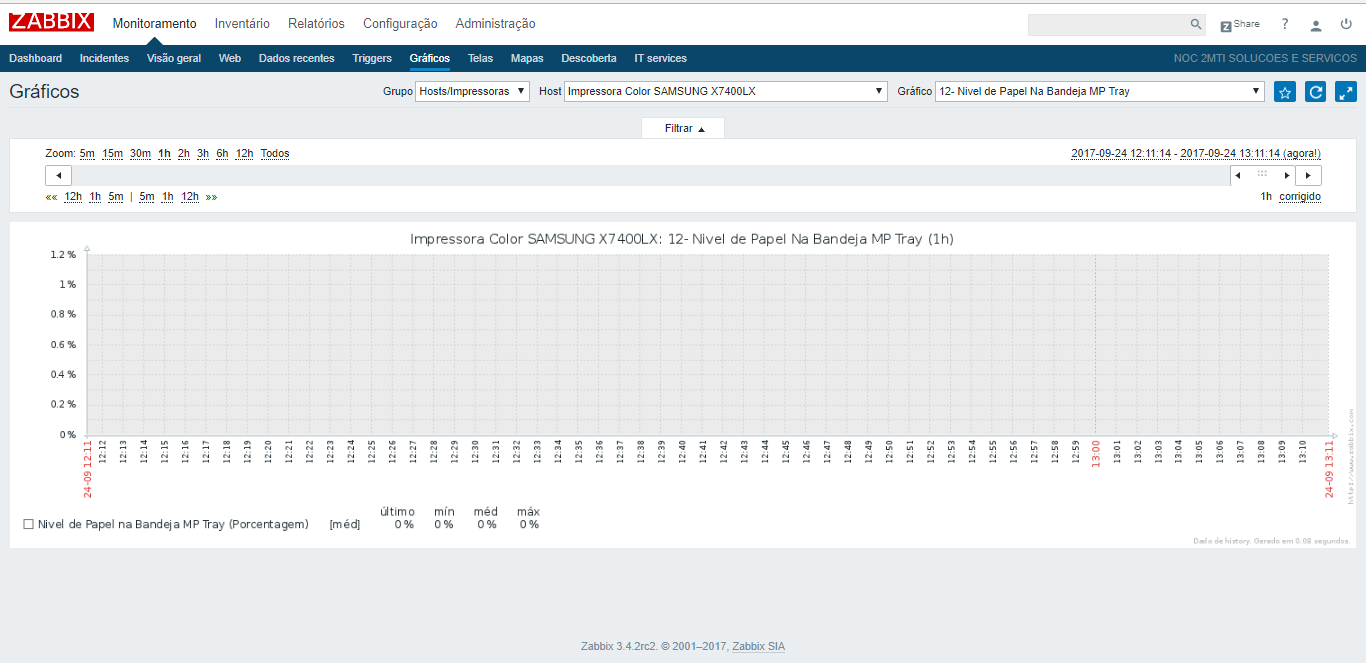 ZABBIX Monitoramento Inventário Relatórios Configuração Administração Z Share ?
Dashboard Incidentes Visão geral Web Dados recentes Triggers Gráficos Telas Mapas Descoberta IT services NOC 2MTI SOLUCOES E SERVICOS
Gráficos Grupo Hosts/Impressoras Host Impressora Color SAMSUNG X7400LX Gráfico 12- Nivel de Papel Na Bandeja MP Tray
Filtrar
Zoom: 5m 15m 30m 1h 2h 3h 6h 12h Todos 2017-09-24 12:11:14 - 2017-09-24 13:11:14 (agora!)
«« 12h 1h 5m | 5m 1h 12h »» 1h corrigido
Impressora Color SAMSUNG X7400LX: 12- Nivel de Papel Na Bandeja MP Tray (1h)
1.2 %
1 %
0.8 %
0.6 %
0.4 %
0.2 %
0 %
24-09 12:11 12:12 12:13 12:14 12:15 12:16 12:17 12:18 12:19 12:20 12:21 12:22 12:23 12:24 12:25 12:26 12:27 12:28 12:29 12:30 12:31 12:32 12:33 12:34 12:35 12:36 12:37 12:38 12:39 12:40 12:41 12:42 12:43 12:44 12:45 12:46 12:47 12:48 12:49 12:50 12:51 12:52 12:53 12:54 12:55 12:56 12:57 12:58 12:59 13:00 13:01 13:02 13:03 13:04 13:05 13:06 13:07 13:08 13:09 13:10 24-09 13:11
http://www.zabbix.com
último mín méd máx
Nivel de Papel na Bandeja MP Tray (Porcentagem) [méd] 0 % 0 % 0 % 0 %
Dado de history. Gerado em 0.08 segundos.
Zabbix 3.4.2rc2. © 2001–2017, Zabbix SIA